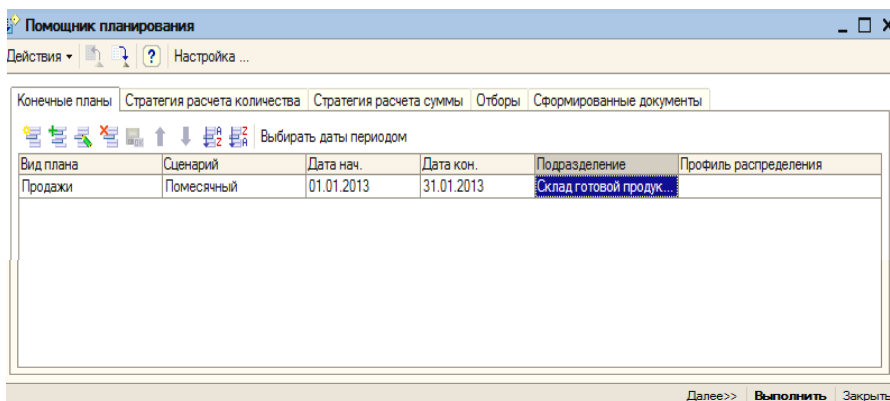 Помощник планирования
Действия Настройка ...
Конечные планы Стратегия расчета количества Стратегия расчета суммы Отборы Сформированные документы
Выбирать даты периодом
Вид плана Сценарий Дата нач. Дата кон. Подразделение Профиль распределения
Продажи Помесячный 01.01.2013 31.01.2013 Склад готовой продук...
Далее>> Выполнить Закрыть